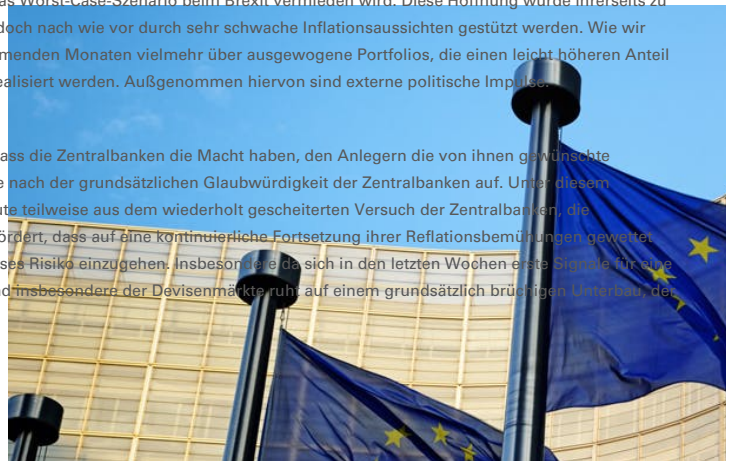 as Worst-Case-Szenario beim Brexit vermieden wird. Diese Hoffnung wurde ihrerseits zu
doch nach wie vor durch sehr schwache Inflationsaussichten gestützt werden. Wie wir
menden Monaten vielmehr über ausgewogene Portfolios, die einen leicht höheren Anteil
ealisiert werden. Außgenommen hiervon sind externe politische Impulse.
ass die Zentralbanken die Macht haben, den Anlegern die von ihnen gewünschte
e nach der grundsätzlichen Glaubwürdigkeit der Zentralbanken auf. Unter diesem
ute teilweise aus dem wiederholt gescheiterten Versuch der Zentralbanken, die
ördert, dass auf eine kontinuierliche Fortsetzung ihrer Reflationsbemühungen gewettet
ses Risiko einzugehen. Insbesondere da sich in den letzten Wochen erste Signale für eine
d insbesondere der Devisenmärkte ruht auf einem grundsätzlich brüchigen Unterbau, der